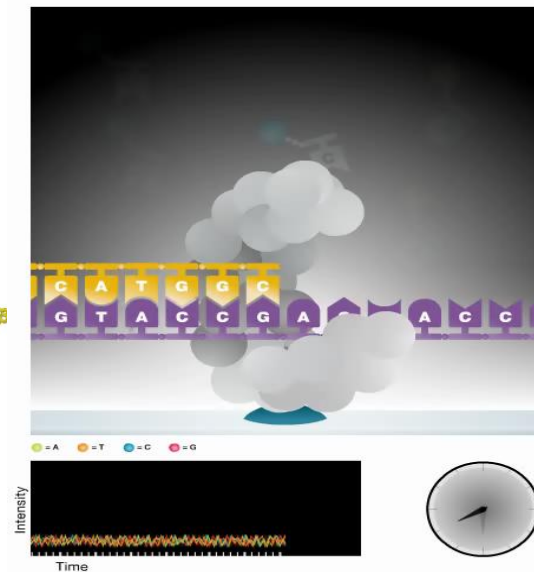 C
C A T G G C
G T A C C G A A C C
= A = T = C = G
Intensity
Time